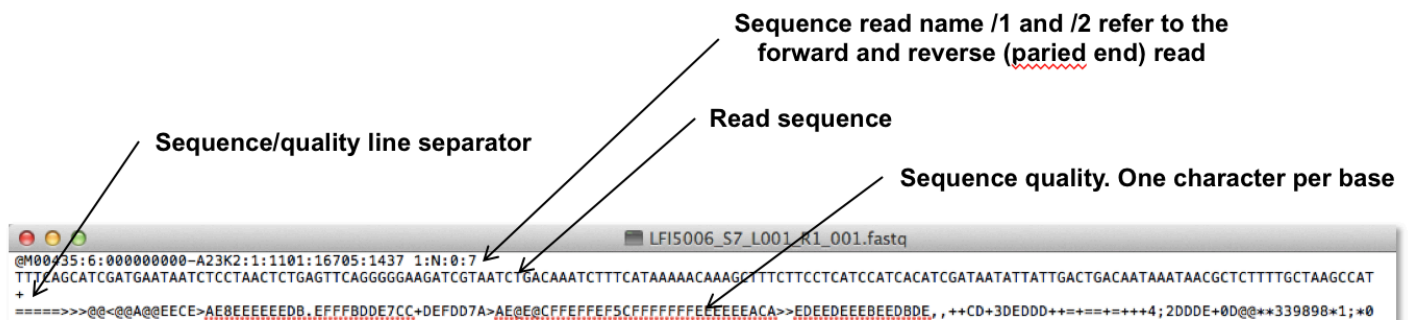 Sequence read name /1 and /2 refer to the
forward and reverse (paried end) read
Read sequence
Sequence/quality line separator
Sequence quality. One character per base
LFI5006_S7_L001_R1_001.fastq
@M00435:6:000000000-A23K2:1:1101:16705:1437 1:N:0:7
TTTCAGCATCGATGAATAATCTCCTAACTCTGAGTTCAGGGGGAAGATCGTAATCTGACAAATCTTTCATAAAAACAAAGCTTTCTTCCTCATCCATCACATCGATAATATTATTGACTGACAATAAATAACGCTCTTTTGCTAAGCCAT
+
=====>>>@@<@@A@@EECE>AE8EEEEEEDB.EFFFBDDE7CC+DEFDD7A>AE@E@CFFEFFEF5CFFFFFFFEEEEEEACA>>EDEEDEEEBEEDBDE,,++CD+3DEDDD++=+==+=+++4;2DDDE+0D@@**339898*1;*0